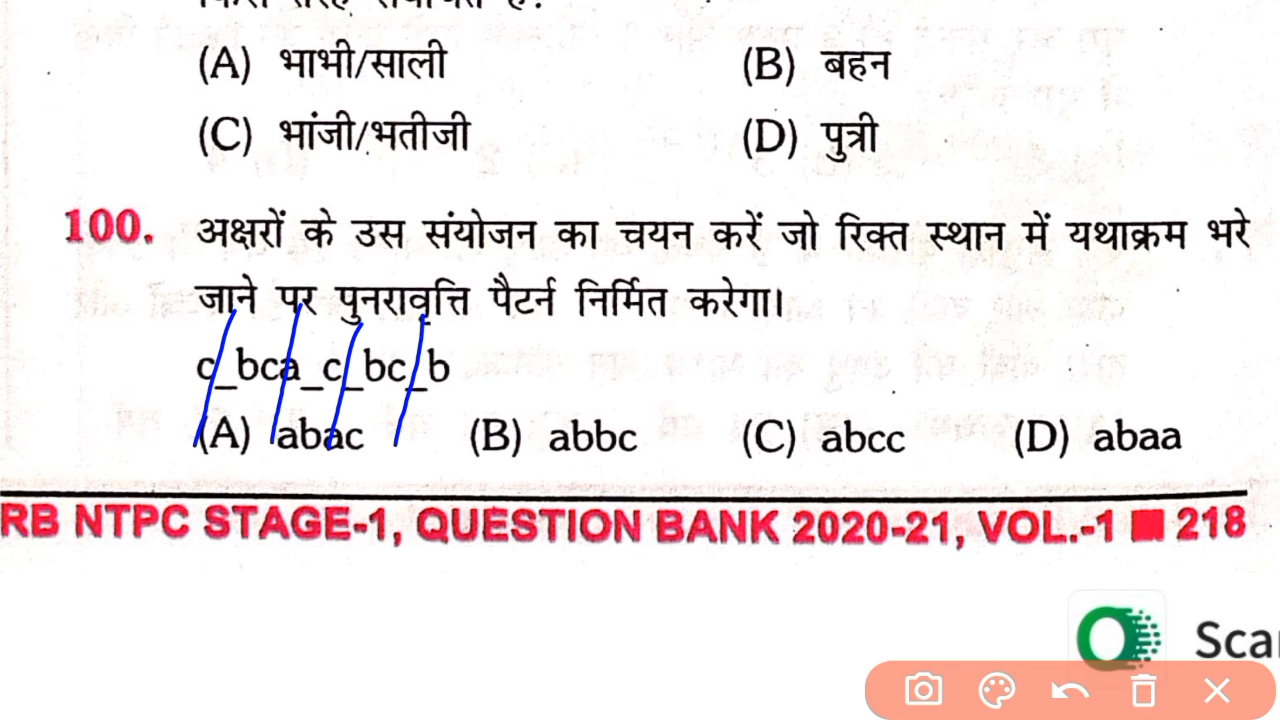 (A) भाभी/साली (B) बहन
(C) भांजी/भतीजी (D) पुत्री
100. अक्षरों के उस संयोजन का चयन करें जो रिक्त स्थान में यथाक्रम भरे
जाने पर पुनरावृत्ति पैटर्न निर्मित करेगा।
c_bca_c_bc_b
(A) abac (B) abbc (C) abcc (D) abaa
RB NTPC STAGE-1, QUESTION BANK 2020-21, VOL.-1 ■ 218